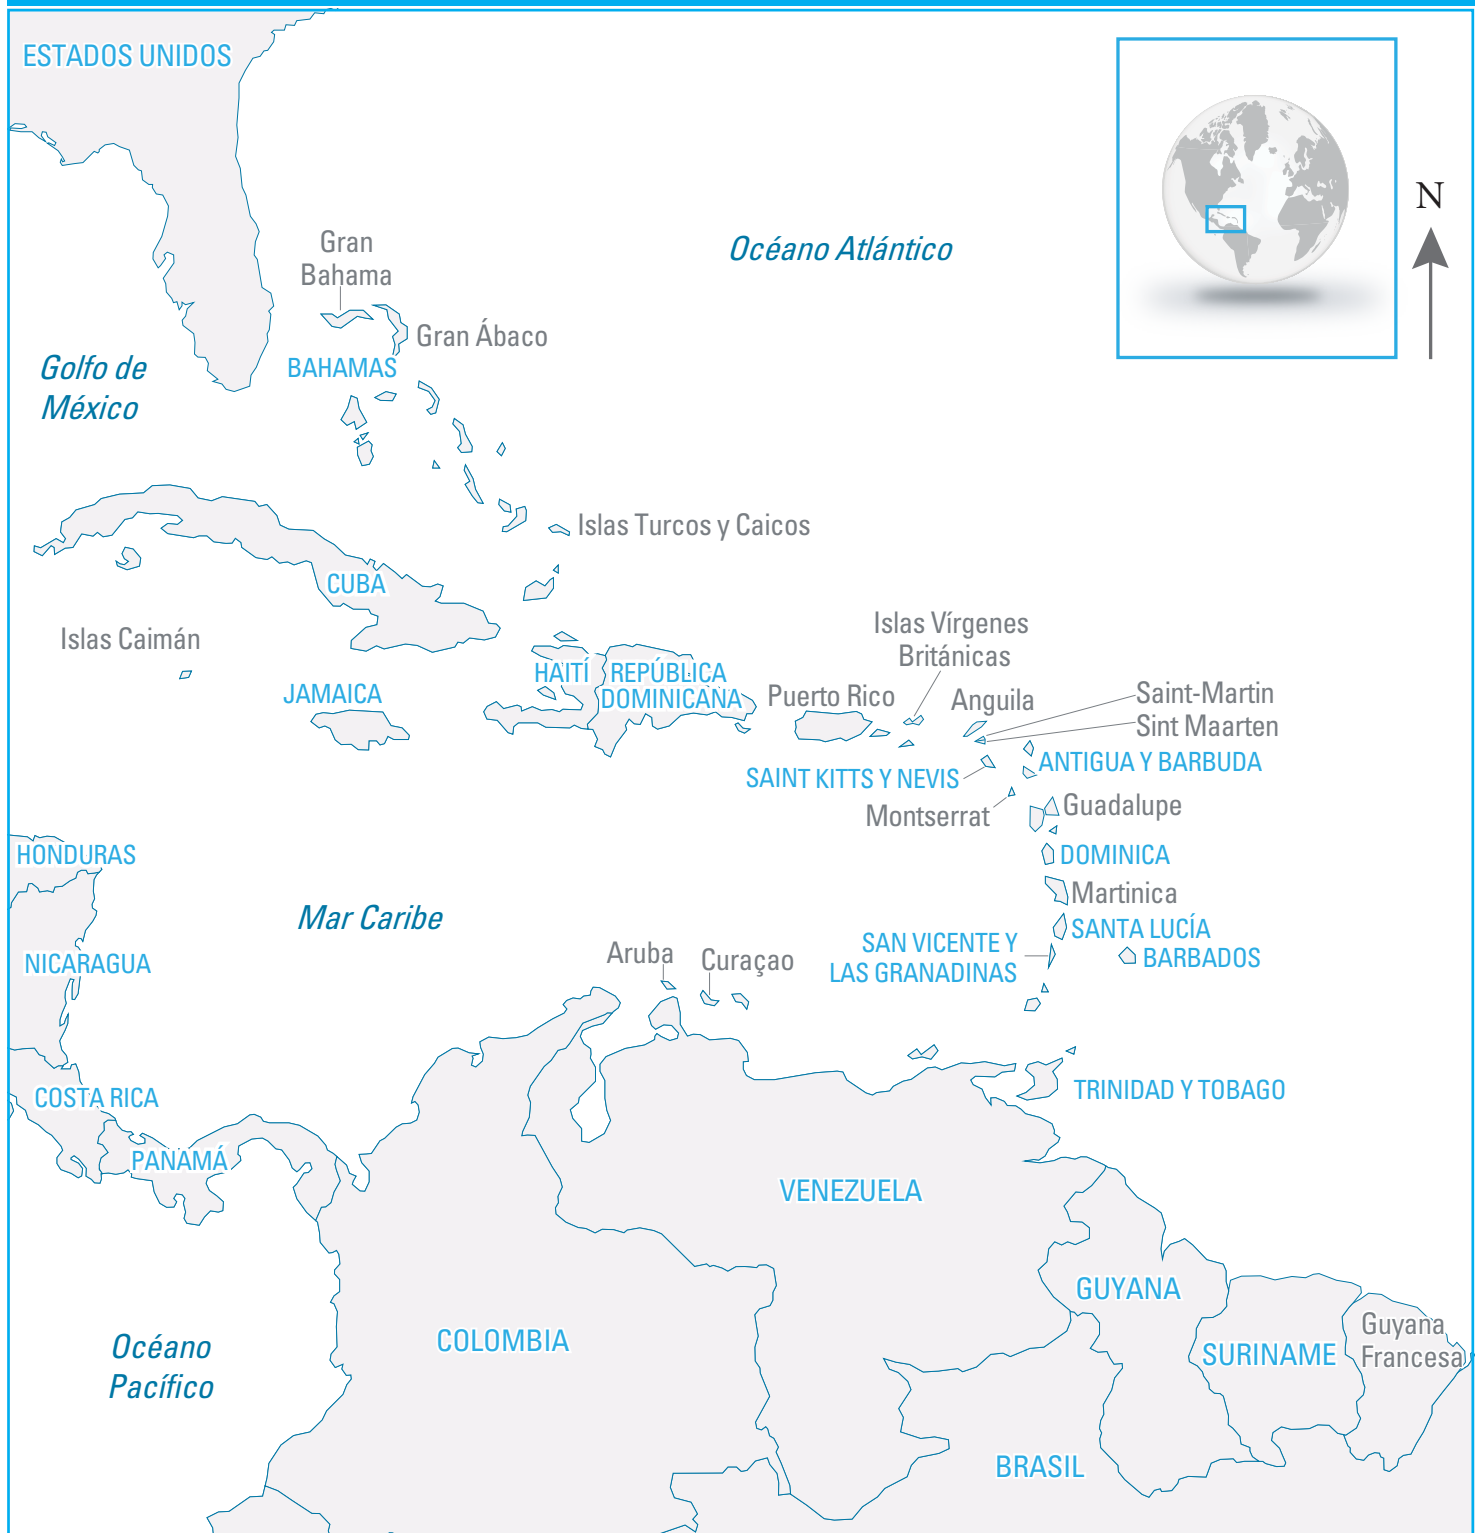 ESTADOS UNIDOS
N
Gran
Bahama
Océano Atlántico
Gran Ábaco
Golfo de
México
BAHAMAS
Islas Turcos y Caicos
CUBA
Islas Caimán
Islas Vírgenes
Británicas
HAITÍ
REPÚBLICA
DOMINICANA
JAMAICA
Puerto Rico
Anguila
Saint-Martin
Sint Maarten
SAINT KITTS Y NEVIS
ANTIGUA Y BARBUDA
Montserrat
Guadalupe
HONDURAS
DOMINICA
Martinica
Mar Caribe
SANTA LUCÍA
SAN VICENTE Y
LAS GRANADINAS
BARBADOS
NICARAGUA
Aruba
Curaçao
COSTA RICA
TRINIDAD Y TOBAGO
PANAMÁ
VENEZUELA
GUYANA
COLOMBIA
Océano
Pacífico
SURINAME
Guyana
Francesa
BRASIL